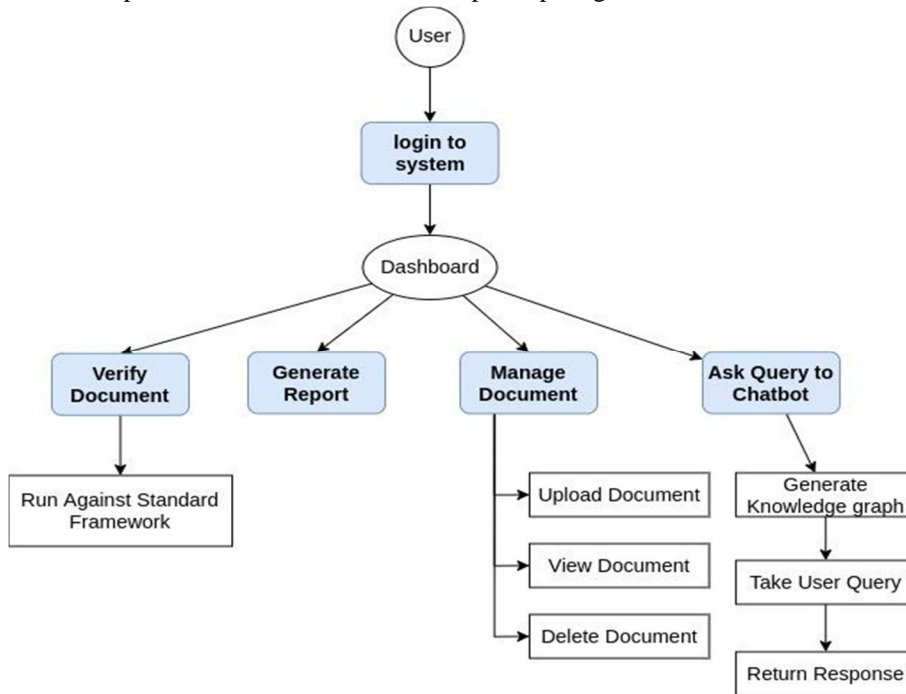 User
login to
system
Dashboard
Verify
Document
Generate
Report
Manage
Document
Ask Query to
Chatbot
Run Against Standard
Framework
Upload Document
View Document
Delete Document
Generate
Knowledge graph
Take User Query
Return Response